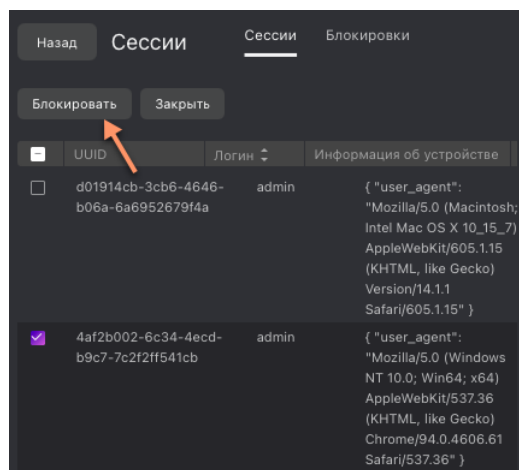 Назад Сессии Сессии Блокировки
Блокировать Закрыть
UUID Логин Информация об устройстве
d01914cb-3cb6-4646- admin { "user_agent":
b06a-6a6952679f4a "Mozilla/5.0 (Macintosh;
Intel Mac OS X 10_15_7)
AppleWebKit/605.1.15
(KHTML, like Gecko)
Version/14.1.1
Safari/605.1.15" }
4af2b002-6c34-4ecd- admin { "user_agent":
b9c7-7c2f2ff541cb "Mozilla/5.0 (Windows
NT 10.0; Win64; x64)
AppleWebKit/537.36
(KHTML, like Gecko)
Chrome/94.0.4606.61
Safari/537.36" }